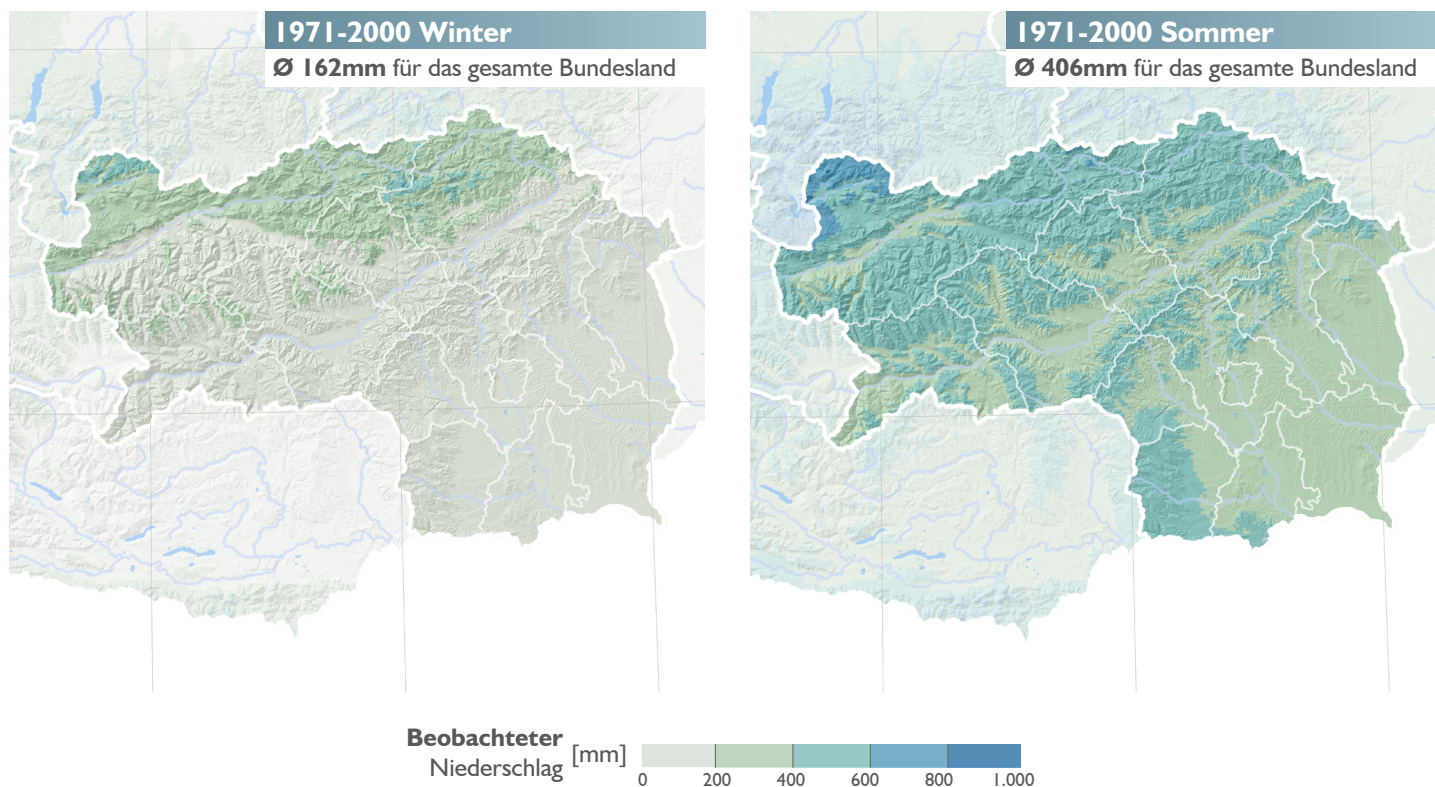 1971-2000 Winter
Ø 162mm für das gesamte Bundesland
1971-2000 Sommer
Ø 406mm für das gesamte Bundesland
Beobachteter
Niederschlag
[mm]
0 200 400 600 800 1.000